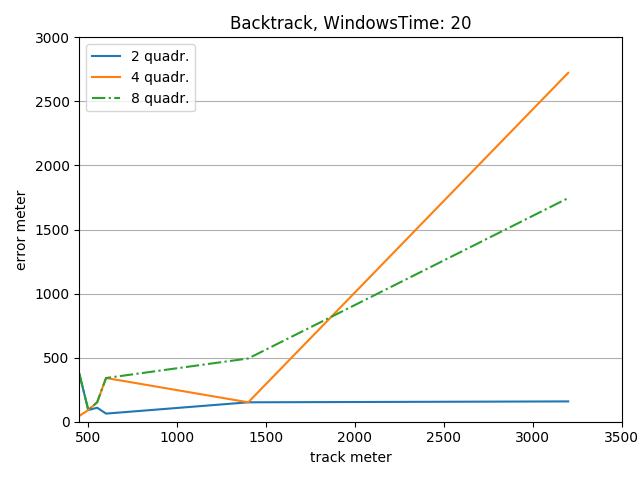 Backtrack, WindowsTime: 20
2 quadr.
4 quadr.
8 quadr.
error meter
3000
2500
2000
1500
1000
500
0
500 1000 1500 2000 2500 3000 3500
track meter